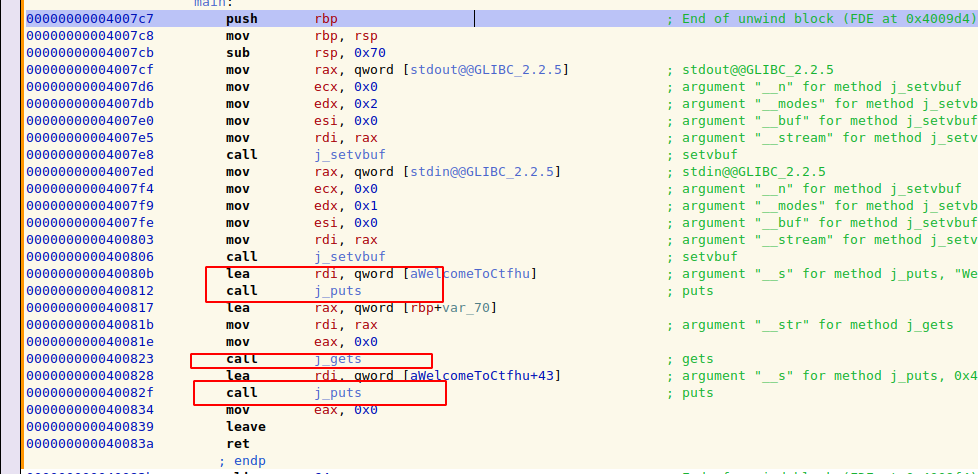 main:
00000000004007c7 push rbp ; End of unwind block (FDE at 0x4009d4)
00000000004007c8 mov rbp, rsp
00000000004007cb sub rsp, 0x70
00000000004007cf mov rax, qword [stdout@@GLIBC_2.2.5] ; stdout@@GLIBC_2.2.5
00000000004007d6 mov ecx, 0x0 ; argument "__n" for method j_setvbuf
00000000004007db mov edx, 0x2 ; argument "__modes" for method j_setvb
00000000004007e0 mov esi, 0x0 ; argument "__buf" for method j_setvbuf
00000000004007e5 mov rdi, rax ; argument "__stream" for method j_setv
00000000004007e8 call j_setvbuf ; setvbuf
00000000004007ed mov rax, qword [stdin@@GLIBC_2.2.5] ; stdin@@GLIBC_2.2.5
00000000004007f4 mov ecx, 0x0 ; argument "__n" for method j_setvbuf
00000000004007f9 mov edx, 0x1 ; argument "__modes" for method j_setvb
00000000004007fe mov esi, 0x0 ; argument "__buf" for method j_setvbuf
0000000000400803 mov rdi, rax ; argument "__stream" for method j_setv
0000000000400806 call j_setvbuf ; setvbuf
000000000040080b lea rdi, qword [aWelcomeToCtfhu] ; argument "__s" for method j_puts, "We
0000000000400812 call j_puts ; puts
0000000000400817 lea rax, qword [rbp+var_70]
000000000040081b mov rdi, rax ; argument "__str" for method j_gets
000000000040081e mov eax, 0x0
0000000000400823 call j_gets ; gets
0000000000400828 lea rdi, qword [aWelcomeToCtfhu+43] ; argument "__s" for method j_puts, 0x4
000000000040082f call j_puts ; puts
0000000000400834 mov eax, 0x0
0000000000400839 leave
000000000040083a ret
; endp